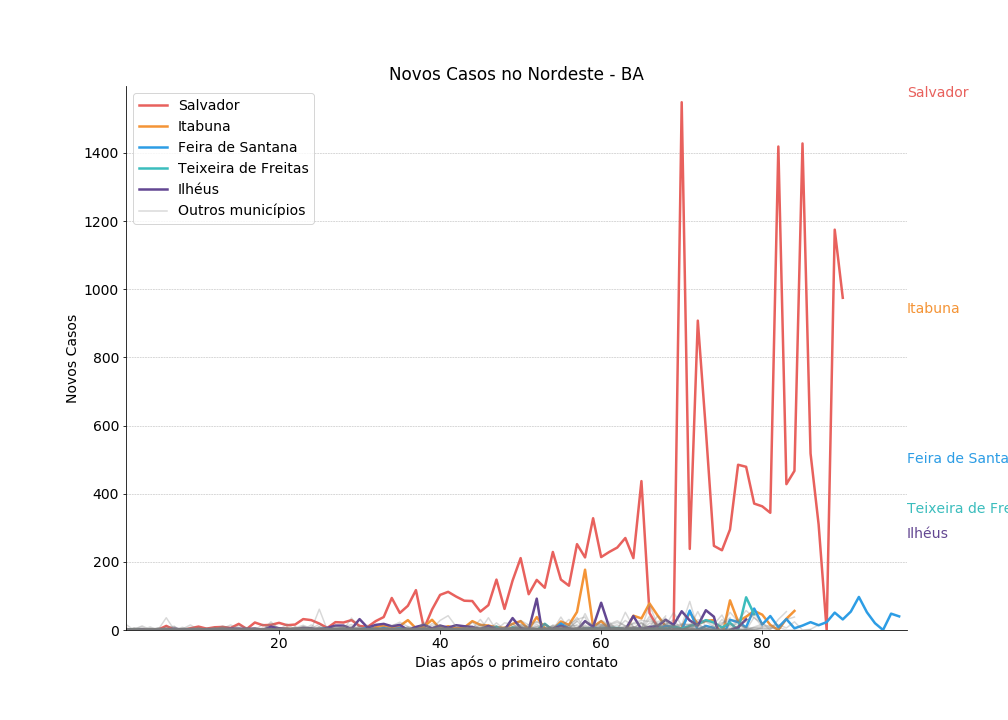 Novos Casos no Nordeste - BA
Salvador
Itabuna
Feira de Santana
Teixeira de Freitas
Ilhéus
Outros municípios
Salvador
Itabuna
Feira de Santa
Teixeira de Fre
Ilhéus
1400
1200
1000
800
600
400
200
0
Novos Casos
20
40
60
80
Dias após o primeiro contato